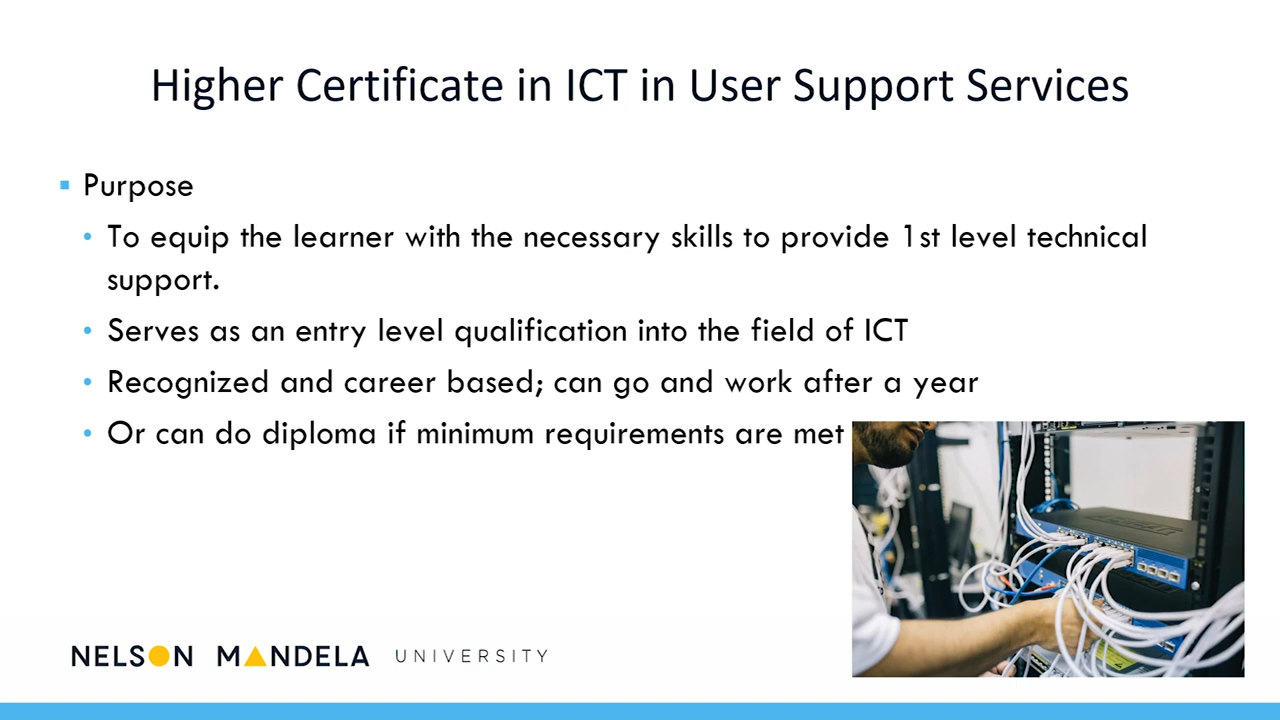 Higher Certificate in ICT in User Support Services
Purpose
To equip the learner with the necessary skills to provide 1st level technical
support.
Serves as an entry level qualification into the field of ICT
Recognized and career based; can go and work after a year
Or can do diploma if minimum requirements are met
NELSON MANDELA UNIVERSITY